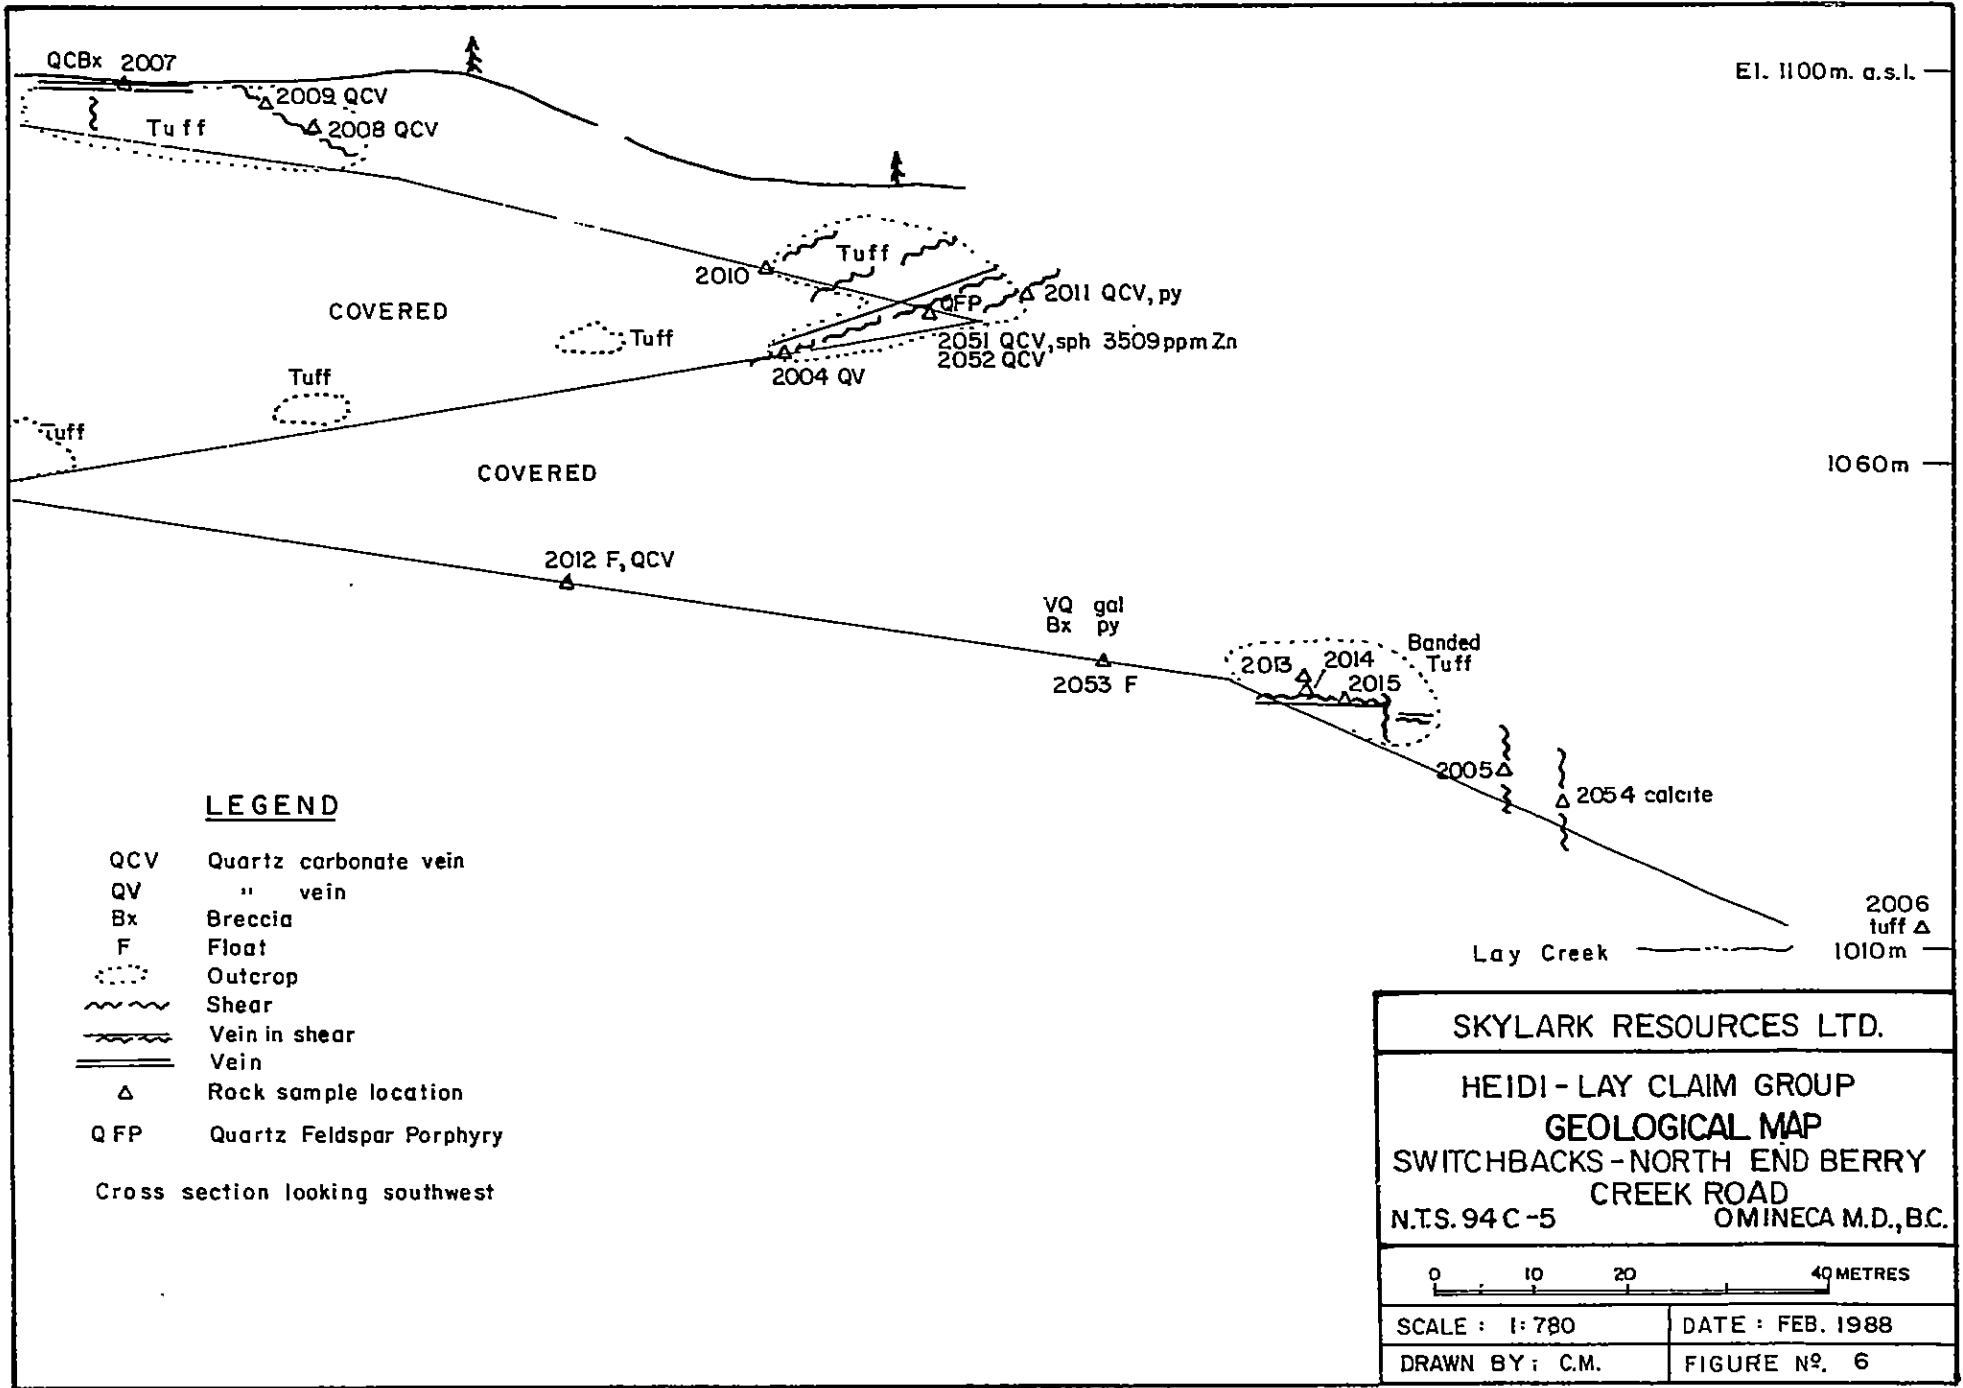 QCBx 2007
El. 1100m. a.s.l.
2009 QCV
Tuff
2008 QCV
Tuff
2010
2011 QCV, py
QFP
COVERED
Tuff
2051 QCV, sph 3509 ppm Zn
2052 QCV
2004 QV
Tuff
Tuff
1060m
COVERED
2012 F, QCV
VQ gal
Bx py
2053 F
Banded
Tuff
2013
2014
2015
2005
2054 calcite
2006
tuff
Lay Creek
1010m
LEGEND
QCV Quartz carbonate vein
QV " vein
Bx Breccia
F Float
Outcrop
Shear
Vein in shear
Vein
Rock sample location
QFP Quartz Feldspar Porphyry
Cross section looking southwest
SKYLARK RESOURCES LTD.
HEIDI-LAY CLAIM GROUP
GEOLOGICAL MAP
SWITCHBACKS-NORTH END BERRY
CREEK ROAD
N.T.S. 94 C-5 OMINECA M.D., B.C.
0 10 20 40 METRES
SCALE : 1:780 DATE : FEB. 1988
DRAWN BY : C.M. FIGURE Nº. 6